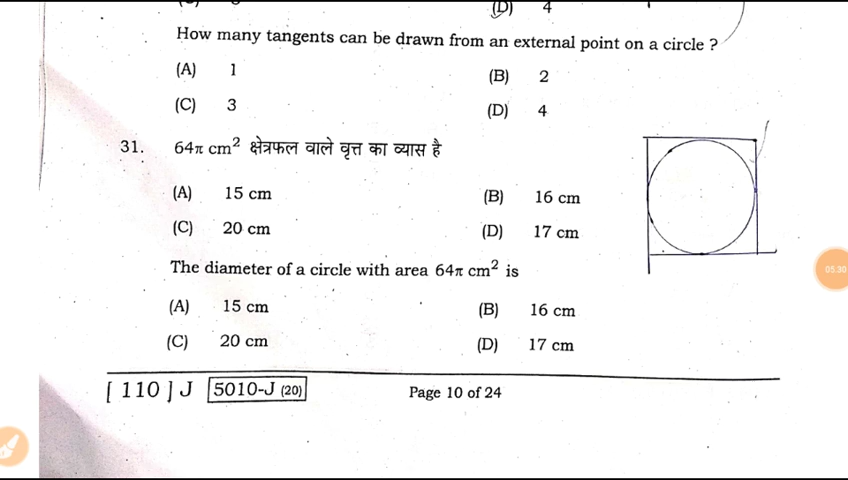 (D) 4
How many tangents can be drawn from an external point on a circle ?
(A) 1 (B) 2
(C) 3 (D) 4
31. 64π cm² क्षेत्रफल वाले वृत्त का व्यास है
(A) 15 cm (B) 16 cm
(C) 20 cm (D) 17 cm
The diameter of a circle with area 64π cm² is
(A) 15 cm (B) 16 cm
(C) 20 cm (D) 17 cm
[ 110 ] J 5010-J (20) Page 10 of 24
05:30